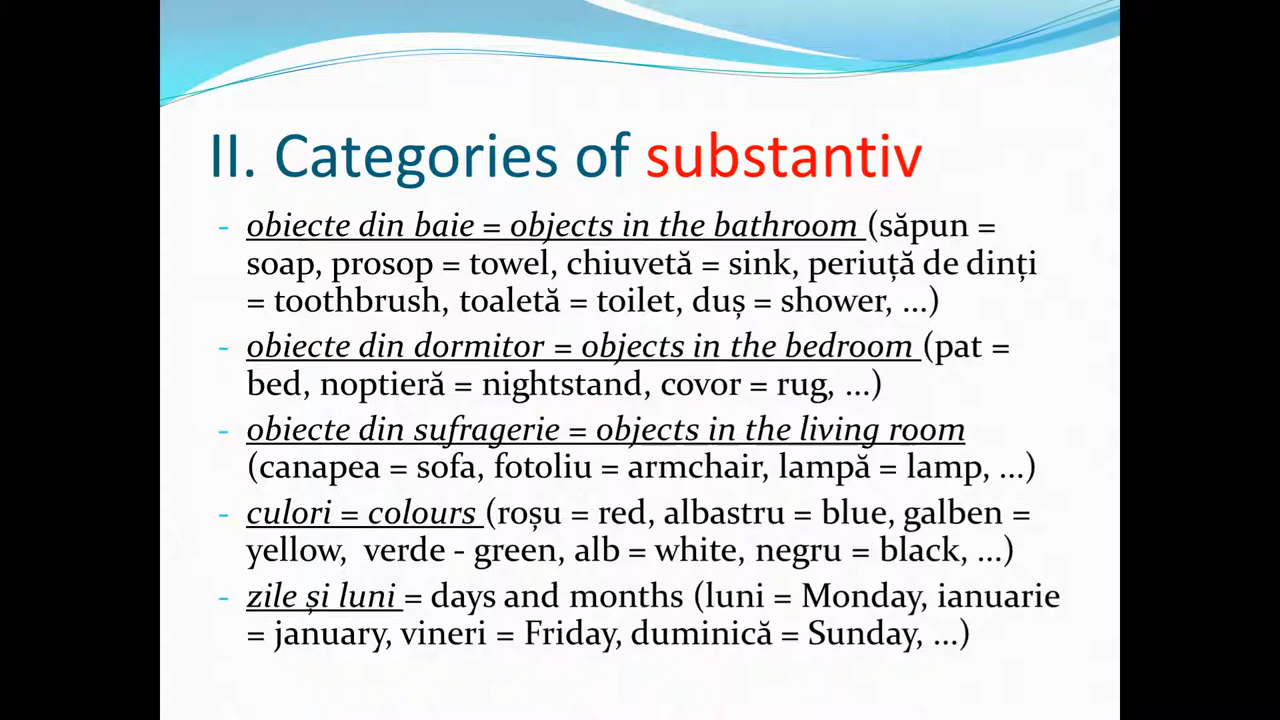 II. Categories of substantiv
- obiecte din baie = objects in the bathroom (săpun =
soap, prosop = towel, chiuvetă = sink, periuță de dinți
= toothbrush, toaletă = toilet, duș = shower, ...)
- obiecte din dormitor = objects in the bedroom (pat =
bed, noptieră = nightstand, covor = rug, ...)
- obiecte din sufragerie = objects in the living room
(canapea = sofa, fotoliu = armchair, lampă = lamp, ...)
- culori = colours (roșu = red, albastru = blue, galben =
yellow,  verde - green, alb = white, negru = black, ...)
- zile și luni = days and months (luni = Monday, ianuarie
= january, vineri = Friday, duminică = Sunday, ...)